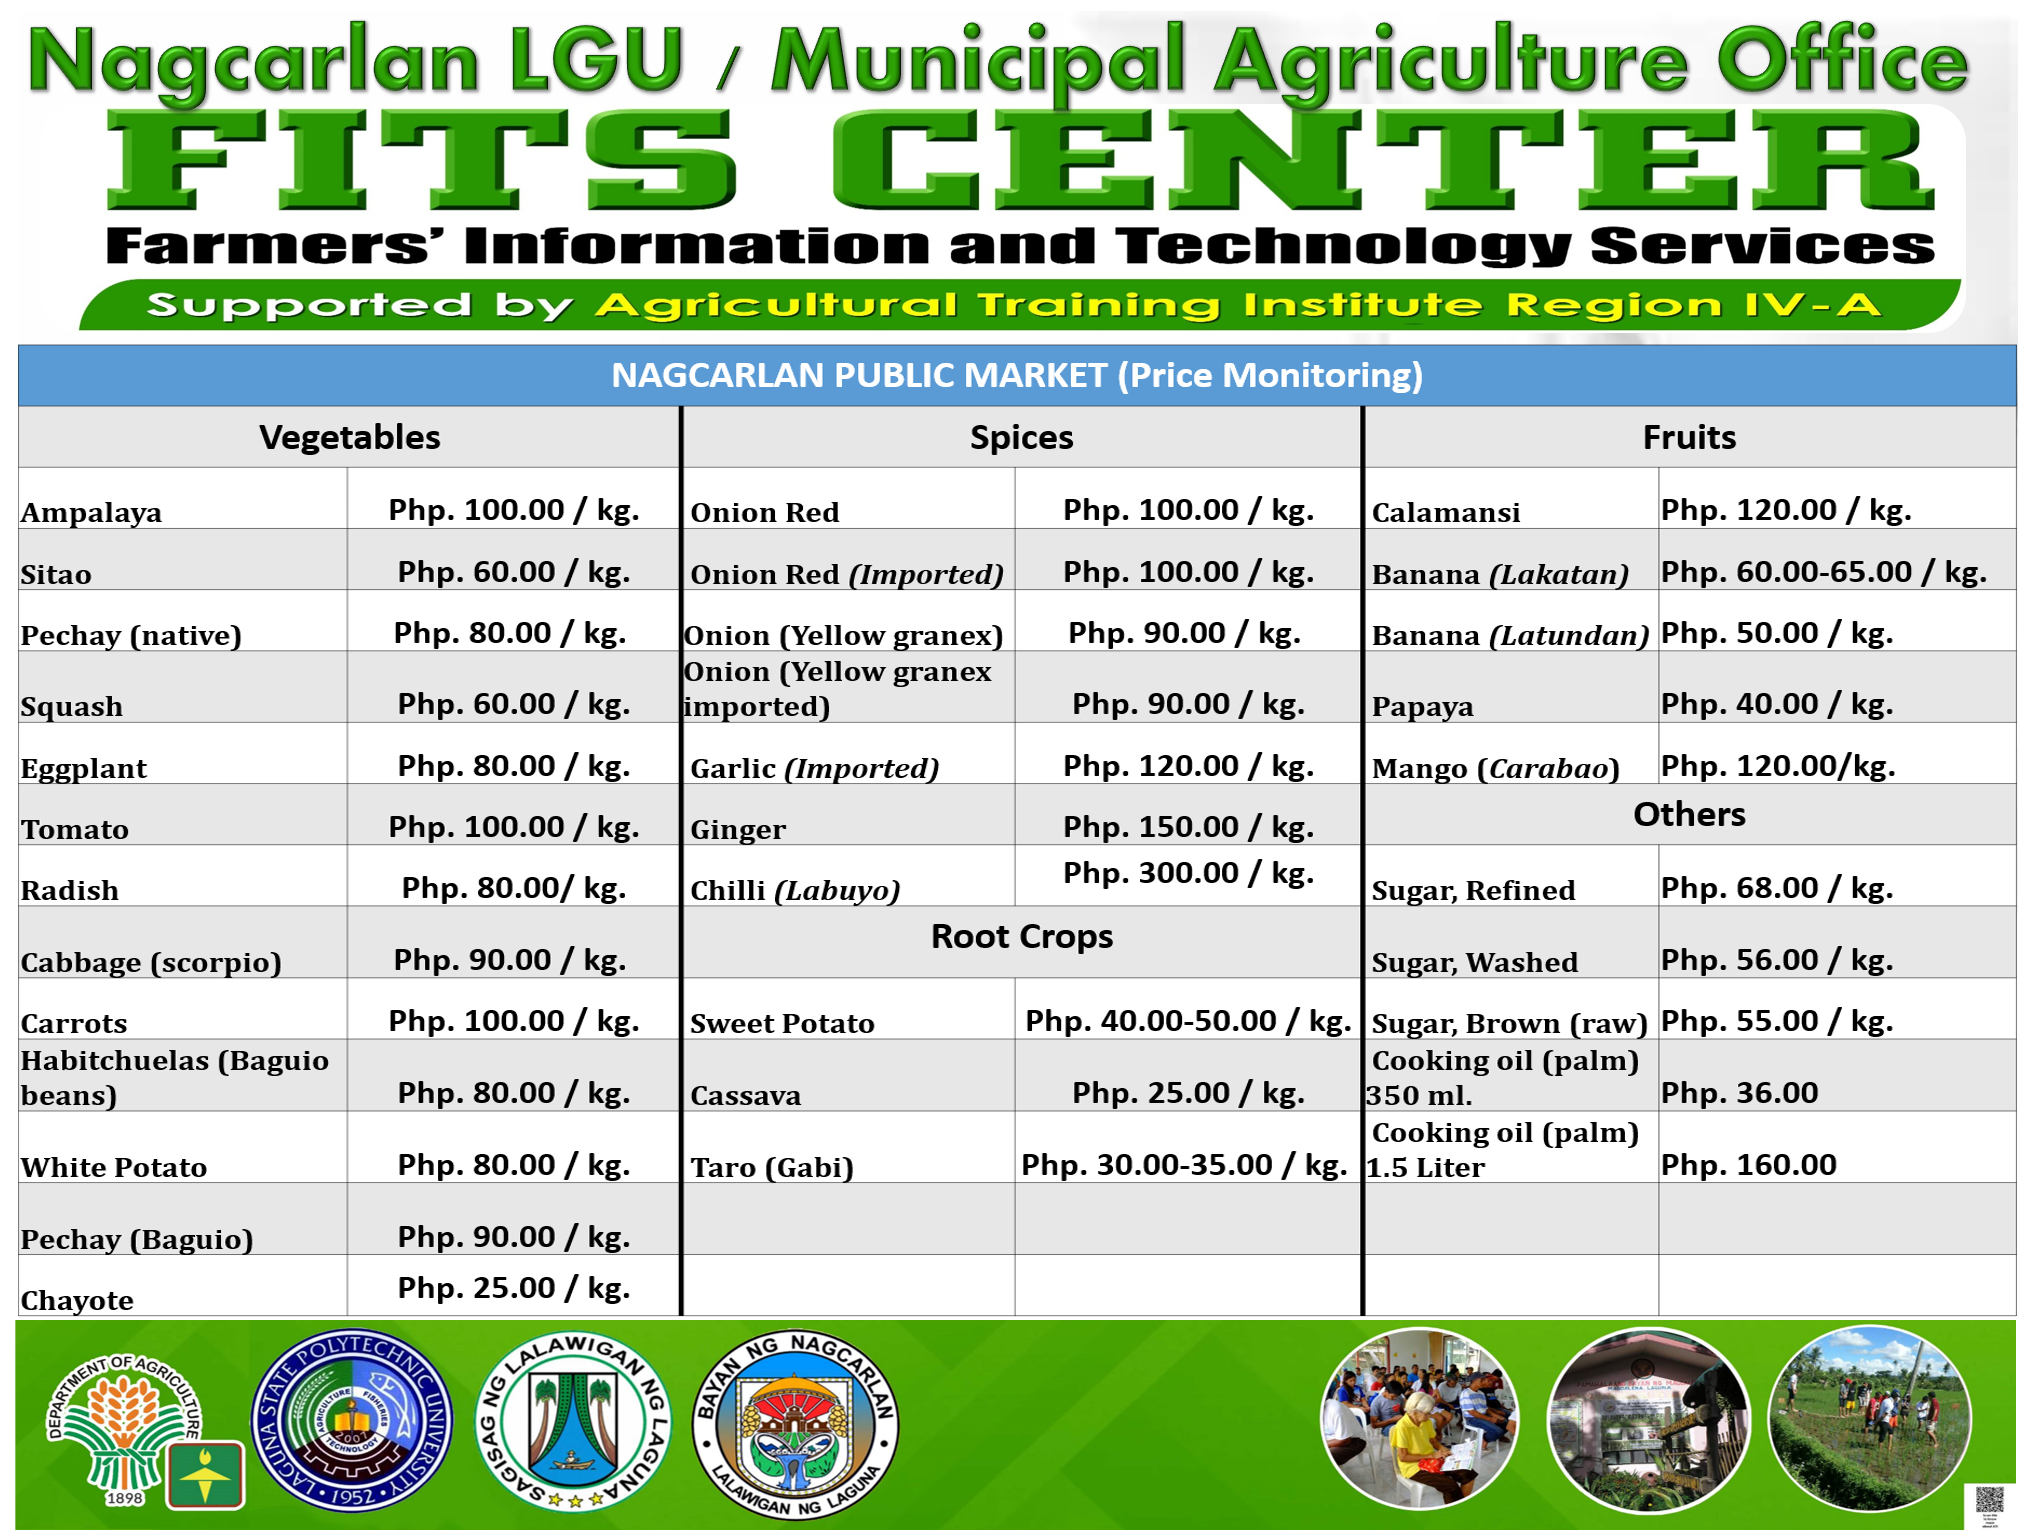 Nagcarlan LGU / Municipal Agriculture Office
FITS CENTER
Farmers' Information and Technology Services
Supported by Agricultural Training Institute Region IV-A
NAGCARLAN PUBLIC MARKET (Price Monitoring)
Vegetables Spices Fruits
Ampalaya Php. 100.00 / kg. Onion Red Php. 100.00 / kg. Calamansi Php. 120.00 / kg.
Sitao Php. 60.00 / kg. Onion Red (Imported) Php. 100.00 / kg. Banana (Lakatan) Php. 60.00-65.00 / kg.
Pechay (native) Php. 80.00 / kg. Onion (Yellow granex) Php. 90.00 / kg. Banana (Latundan) Php. 50.00 / kg.
Onion (Yellow granex
Squash Php. 60.00 / kg. imported) Php. 90.00 / kg. Papaya Php. 40.00 / kg.
Eggplant Php. 80.00 / kg. Garlic (Imported) Php. 120.00 / kg. Mango (Carabao) Php. 120.00/kg.
Tomato Php. 100.00 / kg. Ginger Php. 150.00 / kg. Others
Radish Php. 80.00/ kg. Chilli (Labuyo) Php. 300.00 / kg. Sugar, Refined Php. 68.00 / kg.
Cabbage (scorpio) Php. 90.00 / kg. Root Crops Sugar, Washed Php. 56.00 / kg.
Carrots Php. 100.00 / kg. Sweet Potato Php. 40.00-50.00 / kg. Sugar, Brown (raw) Php. 55.00 / kg.
Habitchuelas (Baguio Cooking oil (palm)
beans) Php. 80.00 / kg. Cassava Php. 25.00 / kg. 350 ml. Php. 36.00
Cooking oil (palm)
White Potato Php. 80.00 / kg. Taro (Gabi) Php. 30.00-35.00 / kg. 1.5 Liter Php. 160.00
Pechay (Baguio) Php. 90.00 / kg.
Chayote Php. 25.00 / kg.
DEPARTMENT OF AGRICULTURE
1898
LAGUNA STATE POLYTECHNIC UNIVERSITY
AGRICULTURE
FISHERIES
2007
TECHNOLOGY
1952
SAGISAG NG LALAWIGAN NG LAGUNA
BAYAN NG NAGCARLAN
LALAWIGAN NG LAGUNA